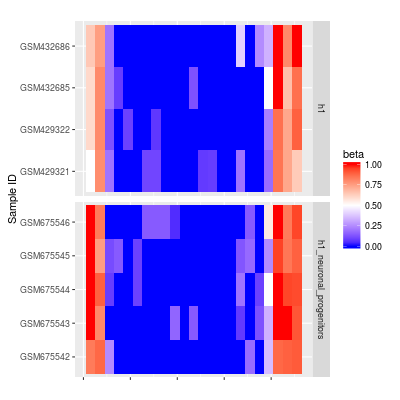 GSM432686
GSM432685
GSM429322
GSM429321
h1
GSM675546
GSM675545
GSM675544
GSM675543
GSM675542
h1_neuronal_progenitors
Sample ID
beta
1.00
0.75
0.50
0.25
0.00